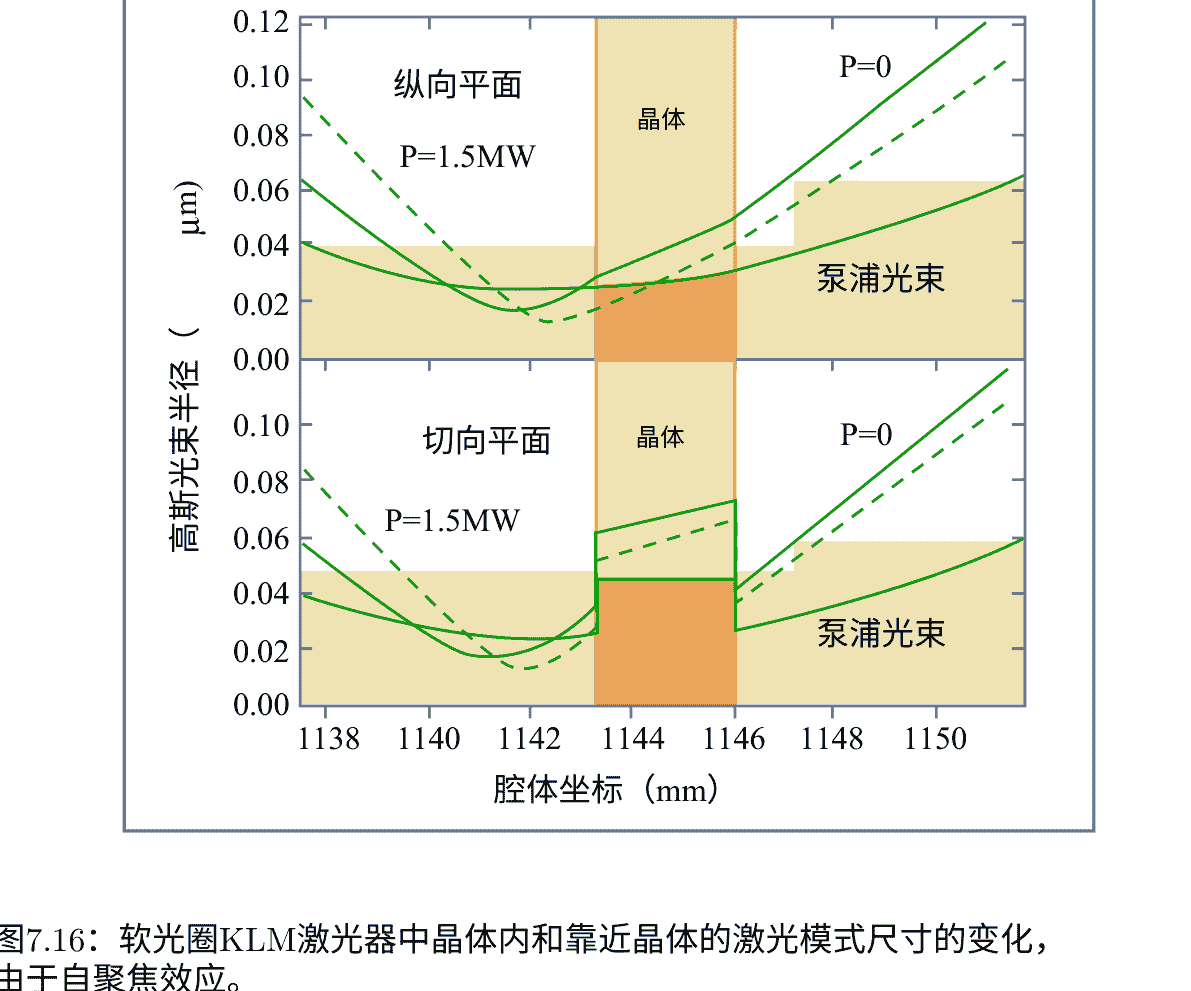 0.12
0.10
0.08
0.06
0.04
0.02
0.00
纵向平面
P=1.5MW
晶体
P=0
泵浦光束
高斯光束半径（ μm)
0.10
0.08
0.06
0.04
0.02
0.00
切向平面
P=1.5MW
晶体
P=0
泵浦光束
1138 1140 1142 1144 1146 1148 1150
腔体坐标（mm）
图7.16：软光圈KLM激光器中晶体内和靠近晶体的激光模式尺寸的变化，
由于自聚焦效应。